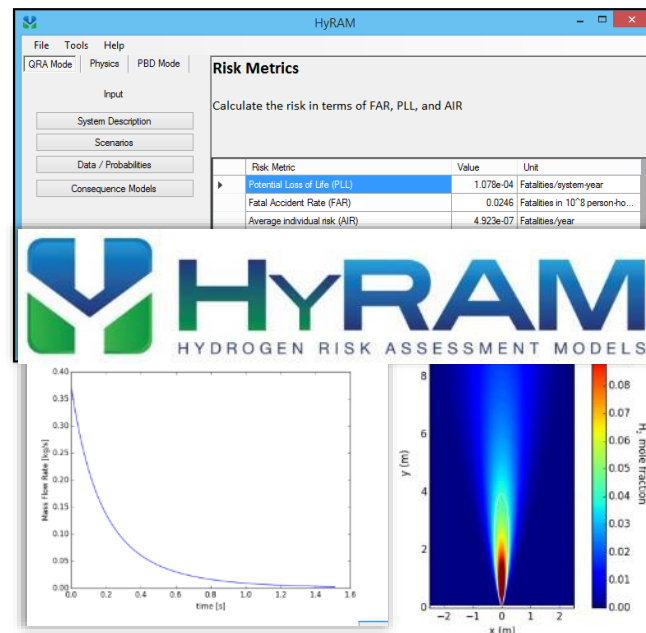 HyRAM
File Tools Help
QRA Mode Physics PBD Mode
Input
System Description
Scenarios
Data / Probabilities
Consequence Models
Risk Metrics
Calculate the risk in terms of FAR, PLL, and AIR
Risk Metric Value Unit
Potential Loss of Life (PLL) 1.078e-04 Fatalities/system-year
Fatal Accident Rate (FAR) 0.0246 Fatalities in 10^8 person-ho...
Average individual risk (AIR) 4.923e-07 Fatalities/year
HyRAM
HYDROGEN RISK ASSESSMENT MODELS
0.40
0.35
0.30
0.25
0.20
0.15
0.10
0.05
0.00
Mass Flow Rate [kg/s]
0.0 0.2 0.4 0.6 0.8 1.0 1.2 1.4 1.6
time [s]
8
6
4
2
0
y (m)
−2 −1 0 1 2
x (m)
0.08
0.07
0.06
0.05
0.04
0.03
0.02
0.01
0.00
H₂ mole fraction